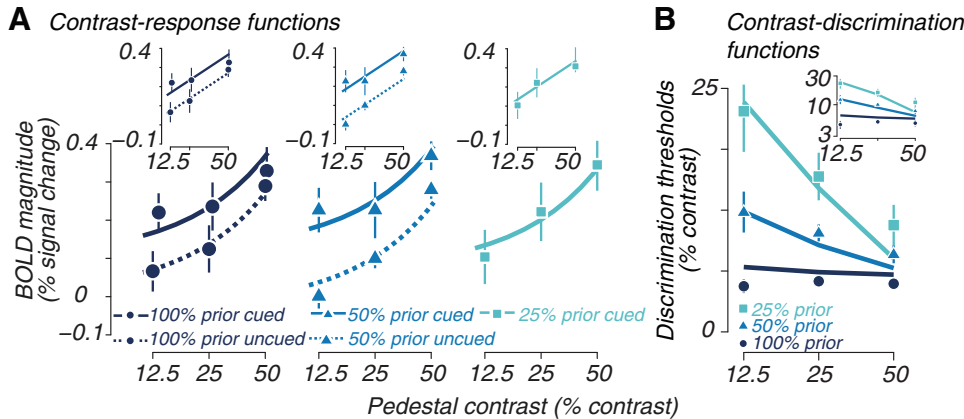 A Contrast-response functions
0.4
−0.1
12.5 50
0.4
−0.1
12.5 50
0.4
−0.1
12.5 50
BOLD magnitude
(% signal change)
0.4
0
−0.1
100% prior cued
100% prior uncued
50% prior cued
50% prior uncued
25% prior cued
12.5 25 50
12.5 25 50
12.5 25 50
Pedestal contrast (% contrast)
B Contrast-discrimination
functions
Discrimination thresholds
(% contrast)
25
0
30
10
3
12.5 50
25% prior
50% prior
100% prior
12.5 25 50